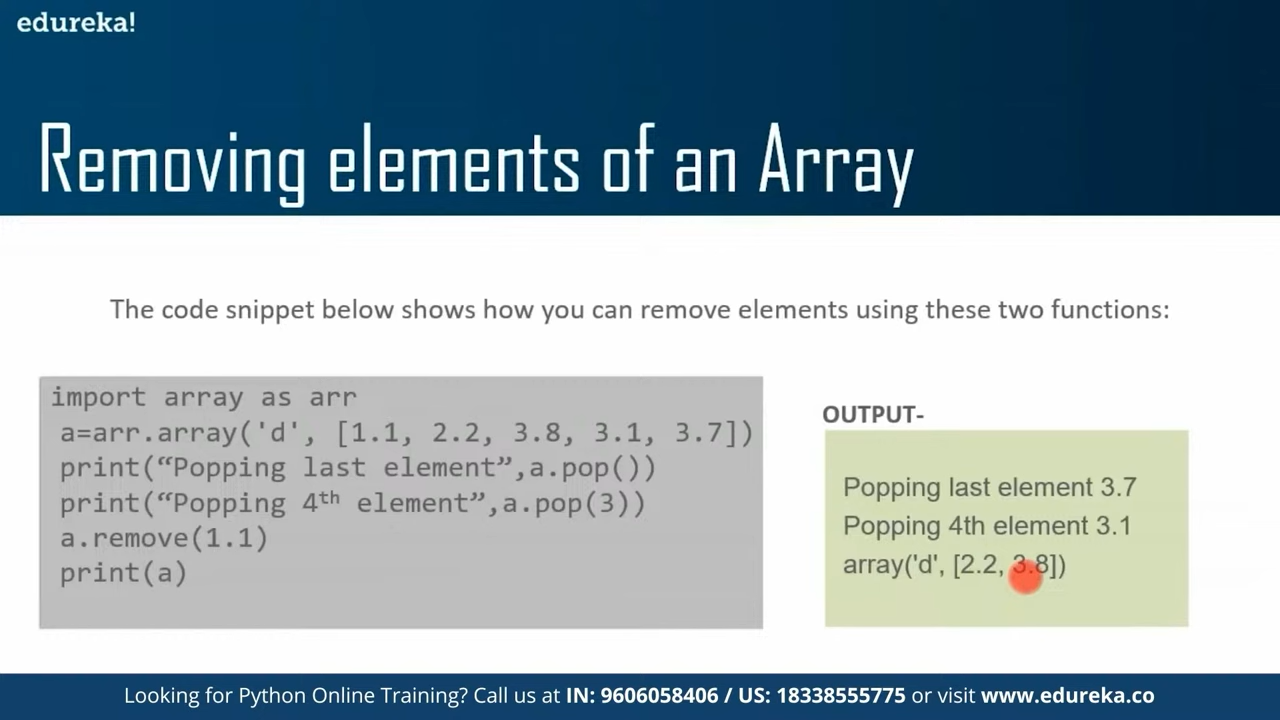 edureka!
Removing elements of an Array
The code snippet below shows how you can remove elements using these two functions:
import array as arr
a=arr.array('d', [1.1, 2.2, 3.8, 3.1, 3.7])
print(“Popping last element”,a.pop())
print(“Popping 4th element”,a.pop(3))
a.remove(1.1)
print(a)
OUTPUT-
Popping last element 3.7
Popping 4th element 3.1
array('d', [2.2, 3.8])
Looking for Python Online Training? Call us at IN: 9606058406 / US: 18338555775 or visit www.edureka.co